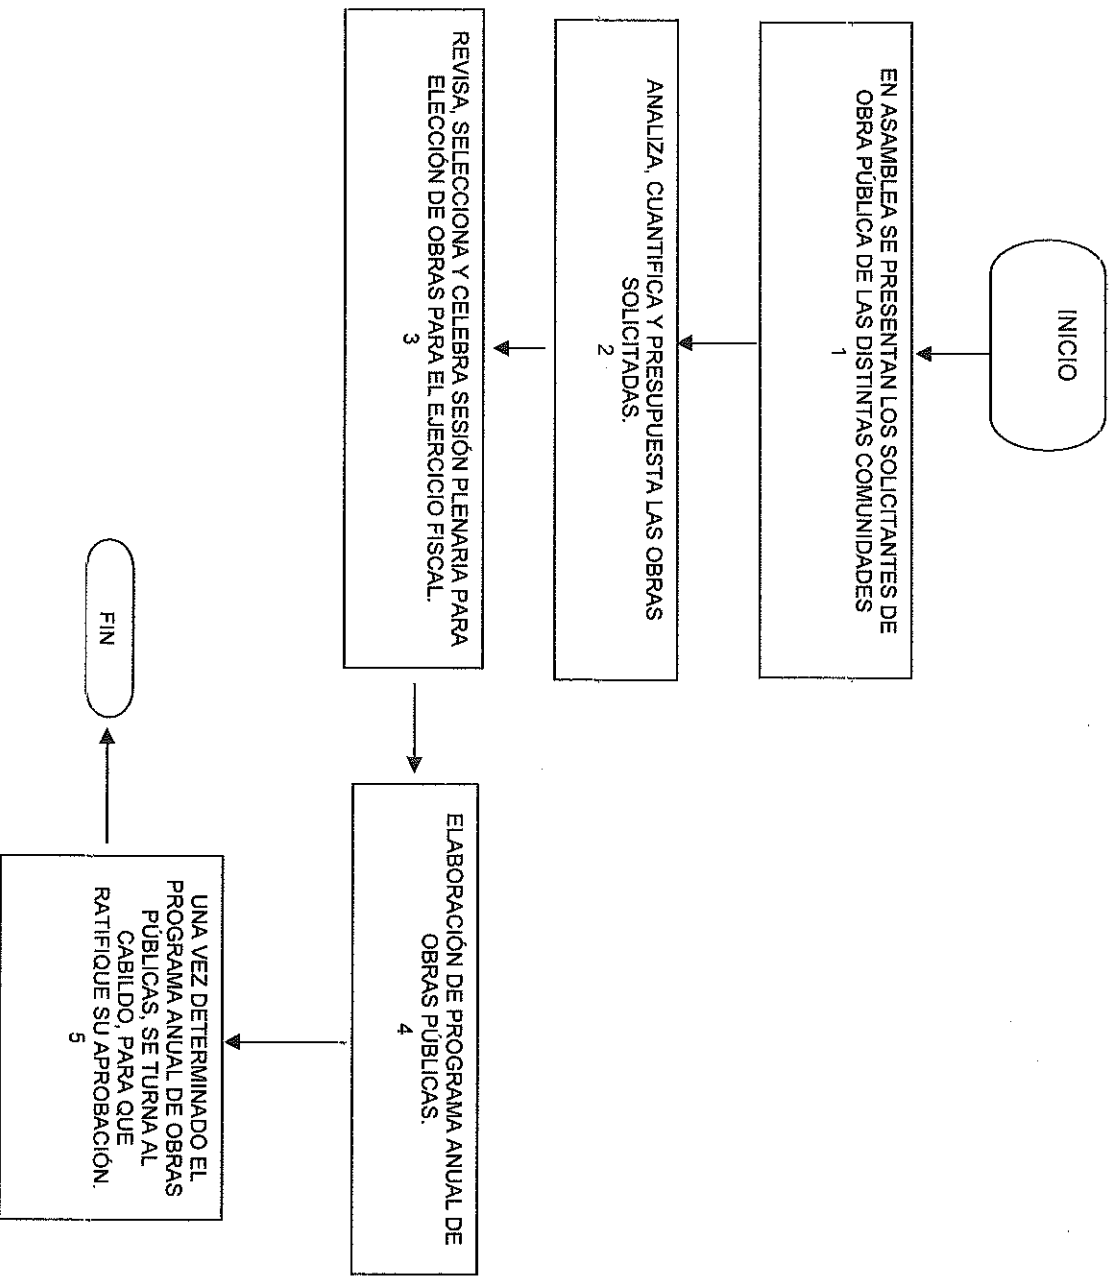 INICIO
EN ASAMBLEA SE PRESENTAN LOS SOLICITANTES DE
OBRA PÚBLICA DE LAS DISTINTAS COMUNIDADES
1
ANALIZA, CUANTIFICA Y PRESUPUESTA LAS OBRAS
SOLICITADAS.
2
REVISA, SELECCIONA Y CELEBRA SESIÓN PLENARIA PARA
ELECCIÓN DE OBRAS PARA EL EJERCICIO FISCAL.
3
ELABORACIÓN DE PROGRAMA ANUAL DE
OBRAS PÚBLICAS.
4
UNA VEZ DETERMINADO EL
PROGRAMA ANUAL DE OBRAS
PÚBLICAS, SE TURNA AL
CABILDO, PARA QUE
RATIFIQUE SU APROBACIÓN.
5
FIN